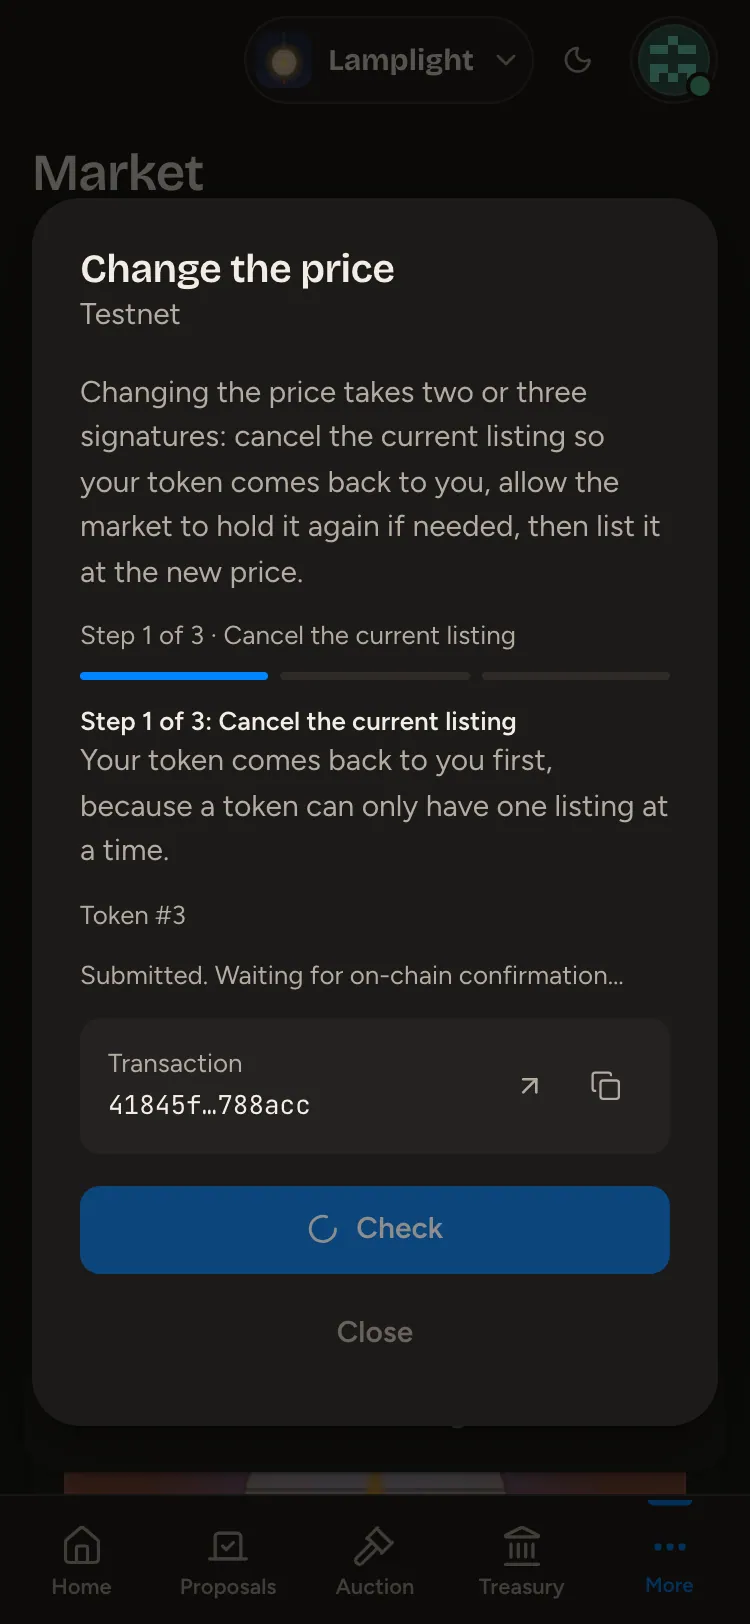 Lamplight
Market
Change the price
Testnet
Changing the price takes two or three
signatures: cancel the current listing so
your token comes back to you, allow the
market to hold it again if needed, then list it
at the new price.
Step 1 of 3 · Cancel the current listing
Step 1 of 3: Cancel the current listing
Your token comes back to you first,
because a token can only have one listing at
a time.
Token #3
Submitted. Waiting for on-chain confirmation...
Transaction
41845f…788acc
Check
Close
Home
Proposals
Auction
Treasury
More